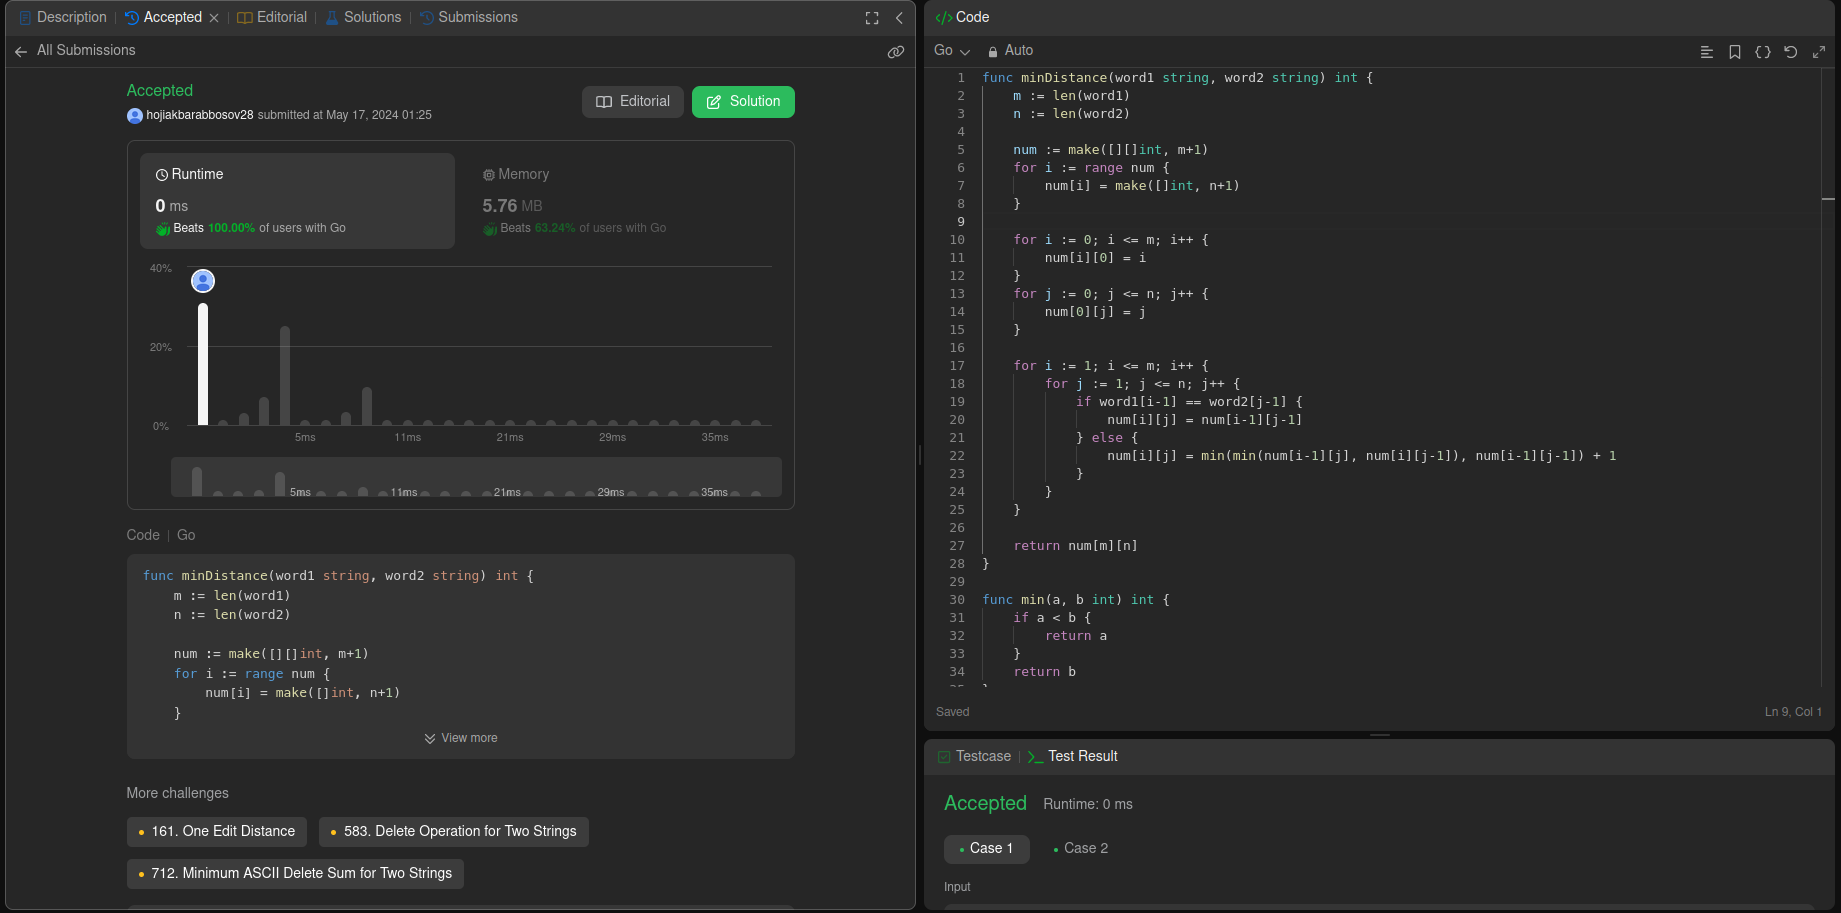 Description | Accepted × | Editorial | Solutions | Submissions
All Submissions
Accepted
hojiakbarabbosov28 submitted at May 17, 2024 01:25
Editorial
Solution
Runtime
0 ms
Beats 100.00% of users with Go
Memory
5.76 MB
Beats 63.24% of users with Go
40%
20%
0%
5ms 11ms 21ms 29ms 35ms
5ms 11ms 21ms 29ms 35ms
Code | Go
func minDistance(word1 string, word2 string) int {
    m := len(word1)
    n := len(word2)

    num := make([][]int, m+1)
    for i := range num {
        num[i] = make([]int, n+1)
    }
View more
More challenges
161. One Edit Distance
583. Delete Operation for Two Strings
712. Minimum ASCII Delete Sum for Two Strings
</> Code
Go
Auto
1 func minDistance(word1 string, word2 string) int {
2     m := len(word1)
3     n := len(word2)
4
5     num := make([][]int, m+1)
6     for i := range num {
7         num[i] = make([]int, n+1)
8     }
9
10     for i := 0; i <= m; i++ {
11         num[i][0] = i
12     }
13     for j := 0; j <= n; j++ {
14         num[0][j] = j
15     }
16
17     for i := 1; i <= m; i++ {
18         for j := 1; j <= n; j++ {
19             if word1[i-1] == word2[j-1] {
20                 num[i][j] = num[i-1][j-1]
21             } else {
22                 num[i][j] = min(min(num[i-1][j], num[i][j-1]), num[i-1][j-1]) + 1
23             }
24         }
25     }
26
27     return num[m][n]
28 }
29
30 func min(a, b int) int {
31     if a < b {
32         return a
33     }
34     return b
35 }
Saved
Ln 9, Col 1
Testcase | Test Result
Accepted Runtime: 0 ms
Case 1
Case 2
Input